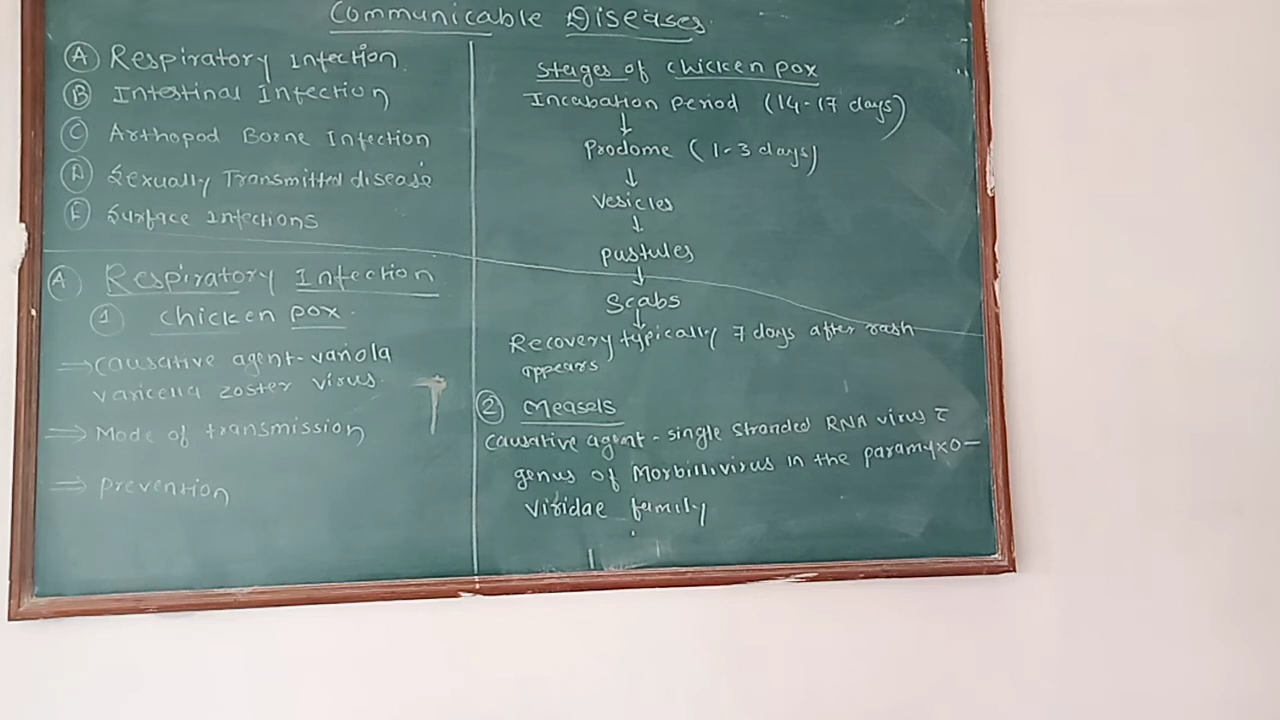 Communicable Diseases
A Respiratory Infection
B Intestinal Infection
C Arthopod Borne Infection
D Sexually Transmitted disease
E Surface Infections
A Respiratory Infection
1 Chicken pox
→ Causative agent - variola
varicella zoster virus
⇒ Mode of transmission
⇒ Prevention
Stages of chicken pox
Incabation period (14-17 days)
↓
Prodome (1-3 days)
↓
Vesicles
↓
Pastules
↓
Scabs
↓
Recovery typically 7 days after rash
appears
2 Measels
Causative agent - single stranded RNA virus
genus of Morbillivirus in the paramyxo-
viridae family